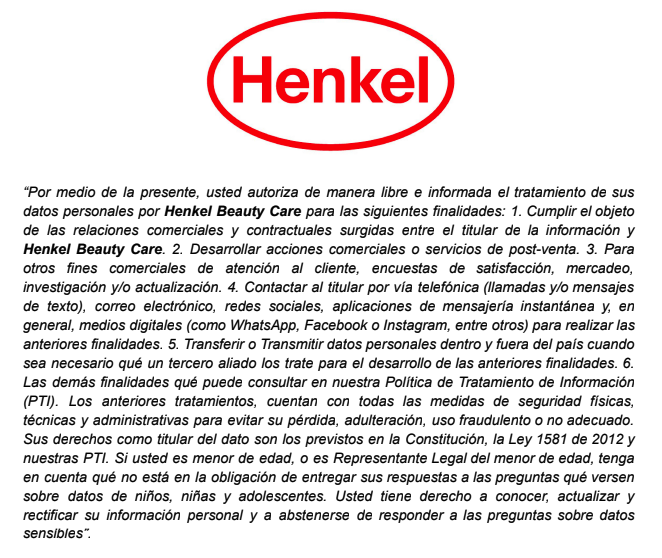 Henkel
“Por medio de la presente, usted autoriza de manera libre e informada el tratamiento de sus
datos personales por Henkel Beauty Care para las siguientes finalidades: 1. Cumplir el objeto
de las relaciones comerciales y contractuales surgidas entre el titular de la información y
Henkel Beauty Care. 2. Desarrollar acciones comerciales o servicios de post-venta. 3. Para
otros fines comerciales de atención al cliente, encuestas de satisfacción, mercadeo,
investigación y/o actualización. 4. Contactar al titular por vía telefónica (llamadas y/o mensajes
de texto), correo electrónico, redes sociales, aplicaciones de mensajería instantánea y, en
general, medios digitales (como WhatsApp, Facebook o Instagram, entre otros) para realizar las
anteriores finalidades. 5. Transferir o Transmitir datos personales dentro y fuera del país cuando
sea necesario qué un tercero aliado los trate para el desarrollo de las anteriores finalidades. 6.
Las demás finalidades qué puede consultar en nuestra Política de Tratamiento de Información
(PTI). Los anteriores tratamientos, cuentan con todas las medidas de seguridad físicas,
técnicas y administrativas para evitar su pérdida, adulteración, uso fraudulento o no adecuado.
Sus derechos como titular del dato son los previstos en la Constitución, la Ley 1581 de 2012 y
nuestras PTI. Si usted es menor de edad, o es Representante Legal del menor de edad, tenga
en cuenta qué no está en la obligación de entregar sus respuestas a las preguntas qué versen
sobre datos de niños, niñas y adolescentes. Usted tiene derecho a conocer, actualizar y
rectificar su información personal y a abstenerse de responder a las preguntas sobre datos
sensibles”.